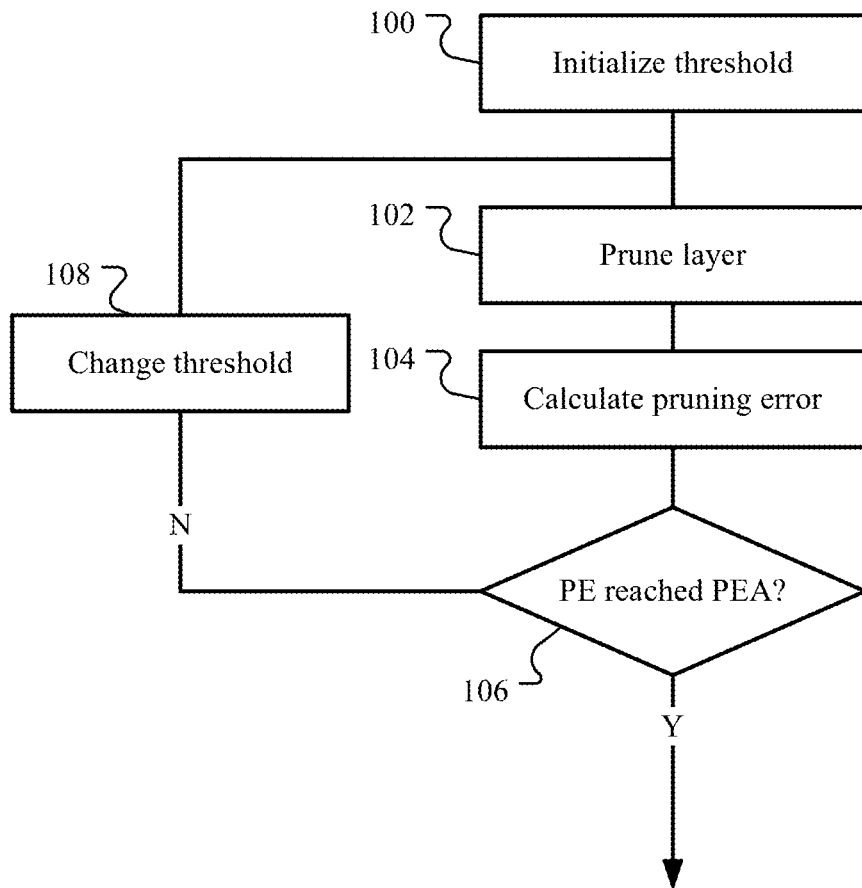 100
Initialize threshold
102
Prune layer
108
Change threshold
104
Calculate pruning error
N
PE reached PEA?
106
Y